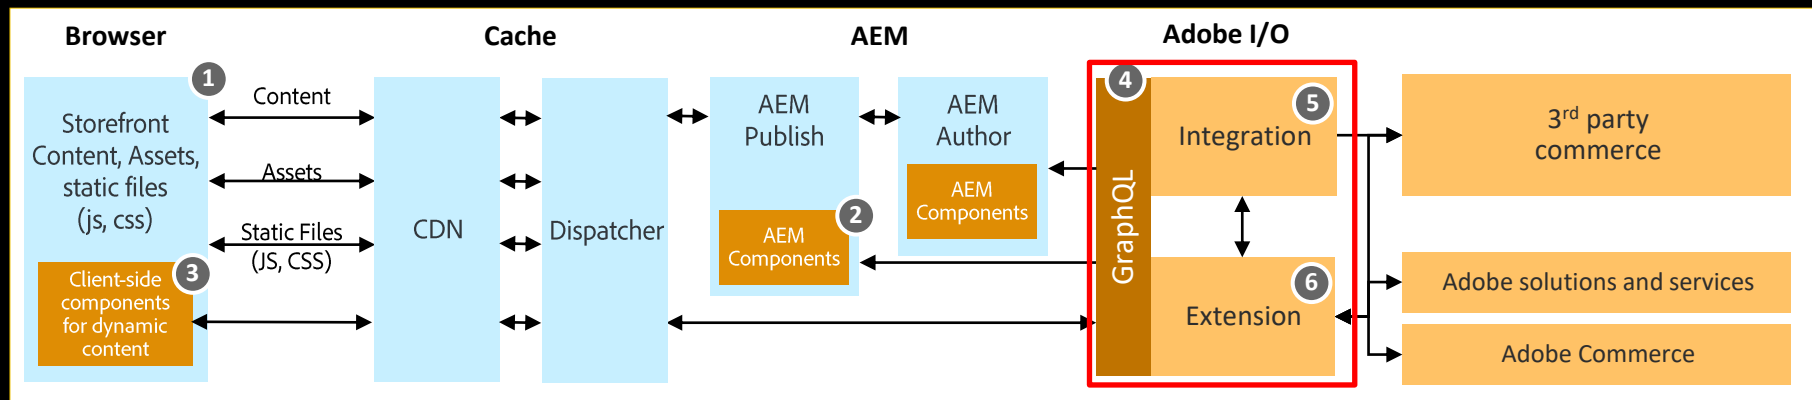 Browser
Cache
AEM
Adobe I/O
1
Storefront
Content, Assets,
static files
(js, css)
3
Client-side
components
for dynamic
content
Content
Assets
Static Files
(JS, CSS)
CDN
Dispatcher
AEM
Publish
2
AEM
Components
AEM
Author
AEM
Components
4
GraphQL
5
Integration
6
Extension
3rd party
commerce
Adobe solutions and services
Adobe Commerce